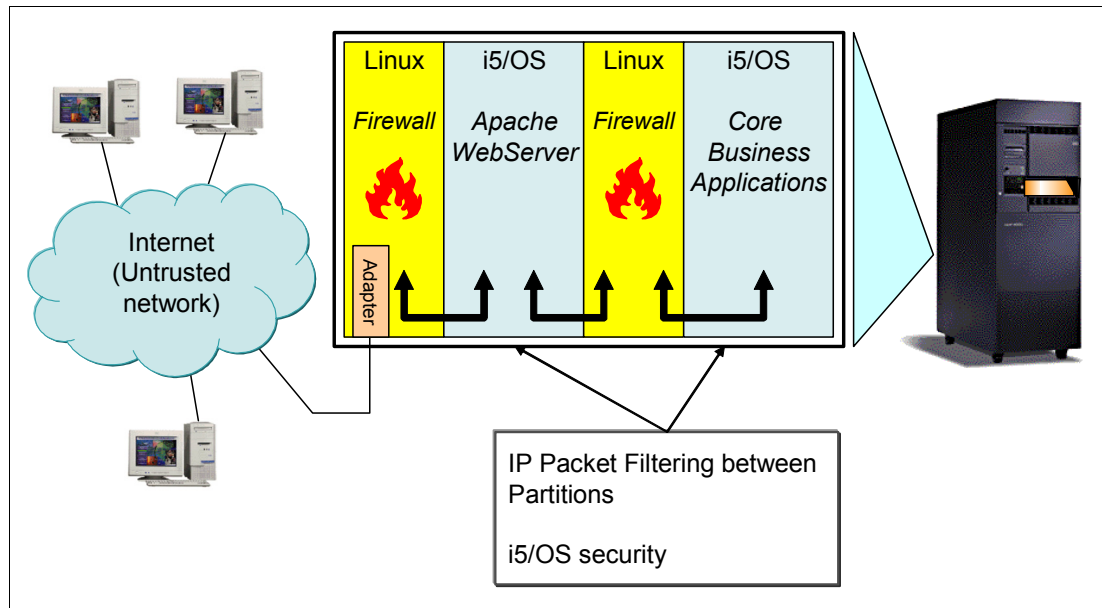 Linux
Firewall
Adapter
i5/OS
Apache
WebServer
Linux
Firewall
i5/OS
Core
Business
Applications
Internet
(Untrusted
network)
IP Packet Filtering between
Partitions
i5/OS security